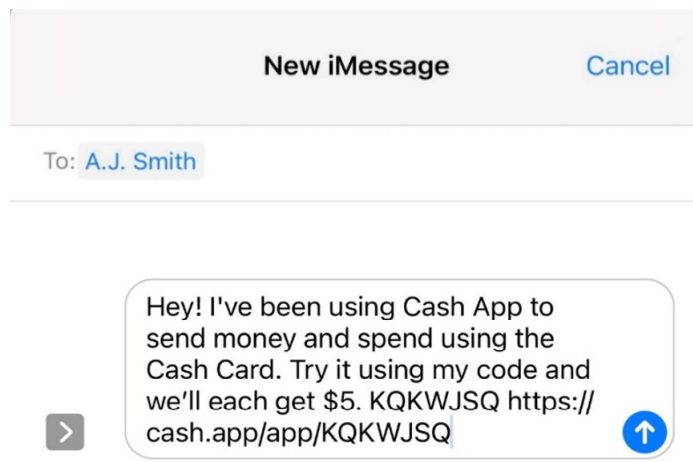 New iMessage Cancel
To: A.J. Smith
Hey! I've been using Cash App to
send money and spend using the
Cash Card. Try it using my code and
we'll each get $5. KQKWJSQ https://
cash.app/app/KQKWJSQ